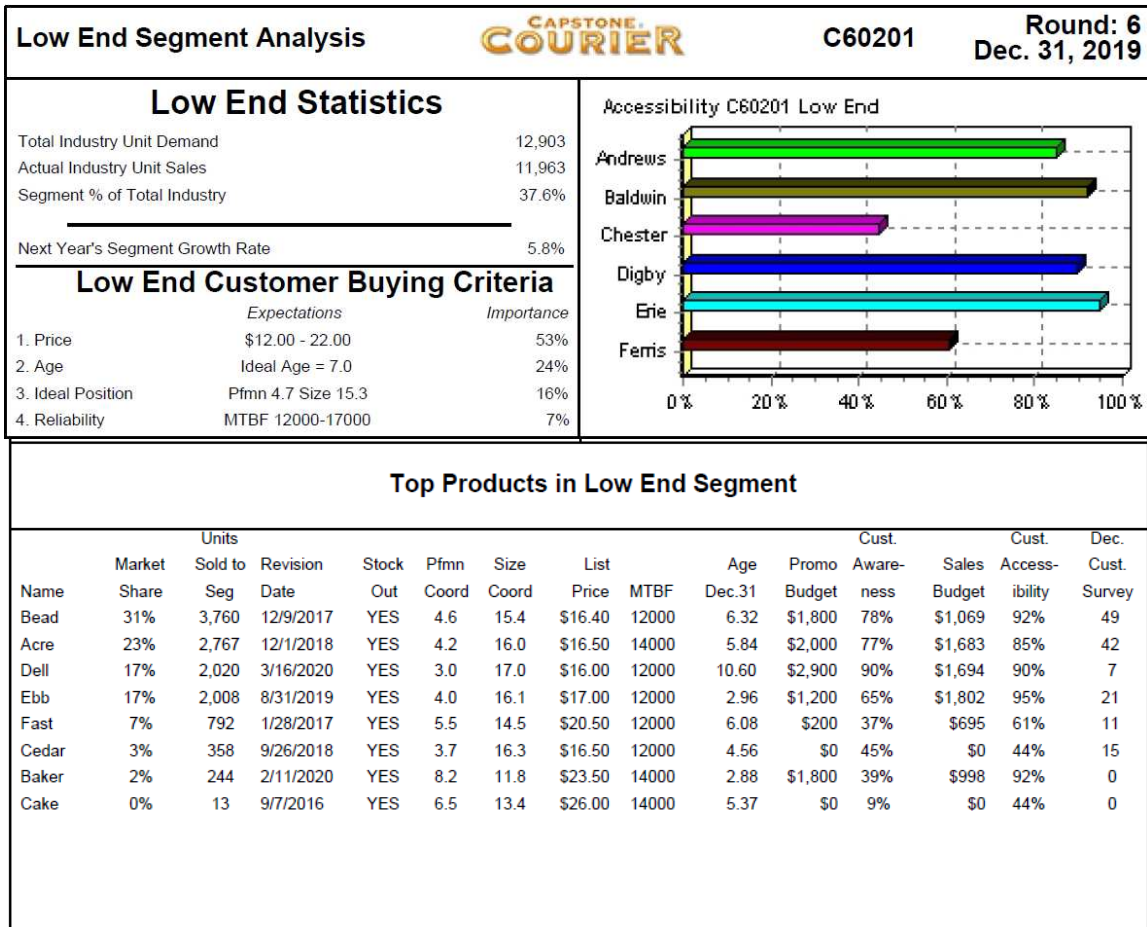 Low End Segment Analysis
CAPSTONE
COURIER
C60201
Round: 6
Dec. 31, 2019
Low End Statistics
Total Industry Unit Demand 12,903
Actual Industry Unit Sales 11,963
Segment % of Total Industry 37.6%
Next Year's Segment Growth Rate 5.8%
Low End Customer Buying Criteria
Expectations Importance
1. Price $12.00 - 22.00 53%
2. Age Ideal Age = 7.0 24%
3. Ideal Position Pfmn 4.7 Size 15.3 16%
4. Reliability MTBF 12000-17000 7%
Accessibility C60201 Low End
Andrews
Baldwin
Chester
Digby
Erie
Ferris
0% 20% 40% 60% 80% 100%
Top Products in Low End Segment
Units Cust. Cust. Dec.
Market Sold to Revision Stock Pfmn Size List Age Promo Aware- Sales Access- Cust.
Name Share Seg Date Out Coord Coord Price MTBF Dec.31 Budget ness Budget ibility Survey
Bead 31% 3,760 12/9/2017 YES 4.6 15.4 $16.40 12000 6.32 $1,800 78% $1,069 92% 49
Acre 23% 2,767 12/1/2018 YES 4.2 16.0 $16.50 14000 5.84 $2,000 77% $1,683 85% 42
Dell 17% 2,020 3/16/2020 YES 3.0 17.0 $16.00 12000 10.60 $2,900 90% $1,694 90% 7
Ebb 17% 2,008 8/31/2019 YES 4.0 16.1 $17.00 12000 2.96 $1,200 65% $1,802 95% 21
Fast 7% 792 1/28/2017 YES 5.5 14.5 $20.50 12000 6.08 $200 37% $695 61% 11
Cedar 3% 358 9/26/2018 YES 3.7 16.3 $16.50 12000 4.56 $0 45% $0 44% 15
Baker 2% 244 2/11/2020 YES 8.2 11.8 $23.50 14000 2.88 $1,800 39% $998 92% 0
Cake 0% 13 9/7/2016 YES 6.5 13.4 $26.00 14000 5.37 $0 9% $0 44% 0